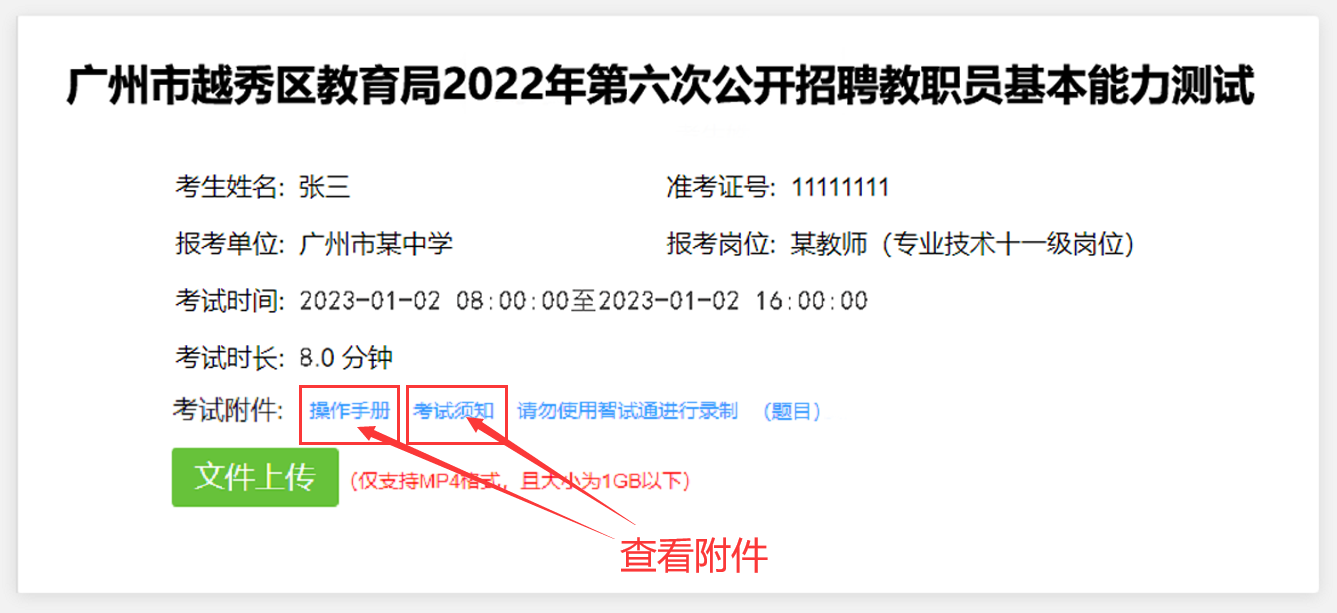 广州市越秀区教育局2022年第六次公开招聘教职员基本能力测试
考生姓名: 张三 准考证号: 11111111
报考单位: 广州市某中学 报考岗位: 某教师（专业技术十一级岗位）
考试时间: 2023-01-02 08:00:00至2023-01-02 16:00:00
考试时长: 8.0 分钟
考试附件: 操作手册 考试须知 请勿使用智试通进行录制 （题目）
文件上传 (仅支持MP4格式，且大小为1GB以下)
查看附件